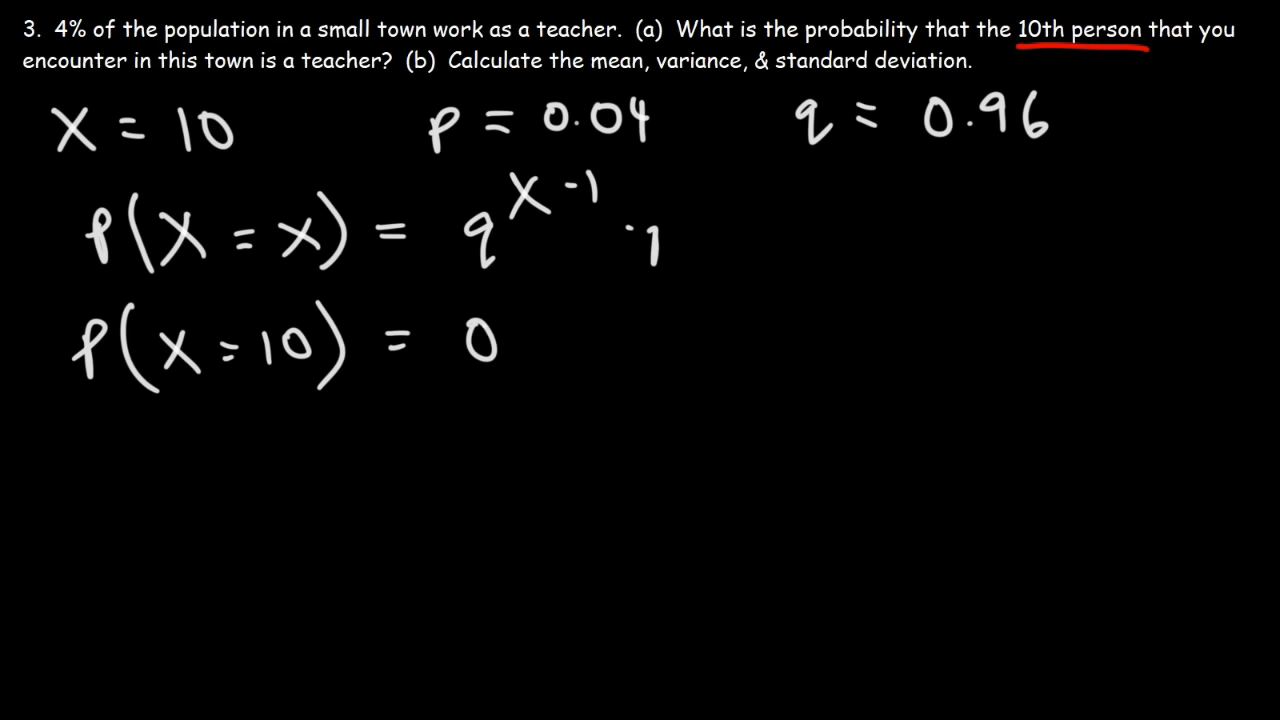 3. 4% of the population in a small town work as a teacher. (a) What is the probability that the 10th person that you
encounter in this town is a teacher? (b) Calculate the mean, variance, & standard deviation.
x = 10 p = 0.04 q = 0.96
P(X = x) = q^{x-1} · 1
P(X = 10) = 0